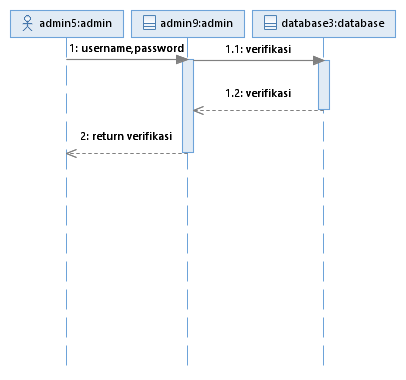 admin5:admin
admin9:admin
database3:database
1: username,password
1.1: verifikasi
1.2: verifikasi
2: return verifikasi